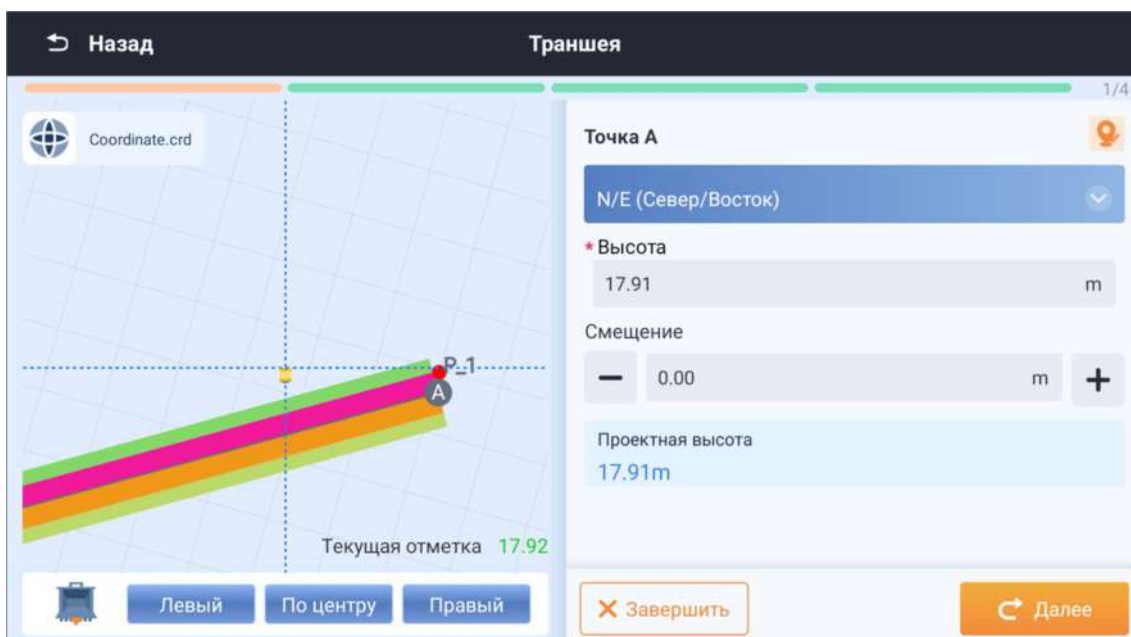 Назад
Траншея
1/4
Coordinate.crd
P_1
A
Текущая отметка 17.92
Левый
По центру
Правый
Точка А
N/E (Север/Восток)
* Высота
17.91 m
Смещение
0.00 m
Проектная высота
17.91m
Завершить
Далее